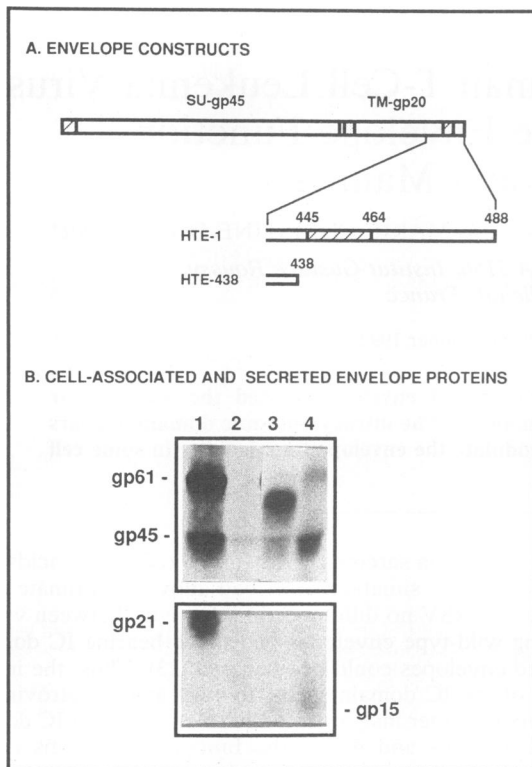 A. ENVELOPE CONSTRUCTS
SU-gp45 TM-gp20
445 464 488
HTE-1
438
HTE-438
B. CELL-ASSOCIATED AND SECRETED ENVELOPE PROTEINS
1 2 3 4
gp61 -
gp45 -
gp21 -
- gp15